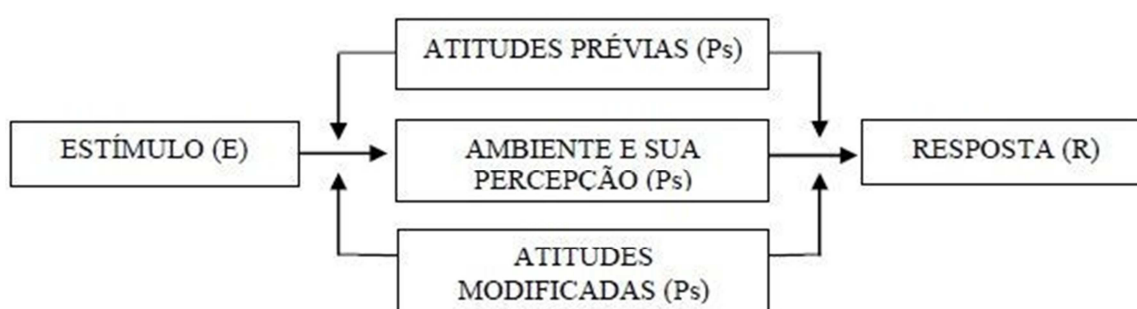 ATITUDES PRÉVIAS (Ps)
ESTÍMULO (E)
AMBIENTE E SUA
PERCEPÇÃO (Ps)
RESPOSTA (R)
ATITUDES
MODIFICADAS (Ps)